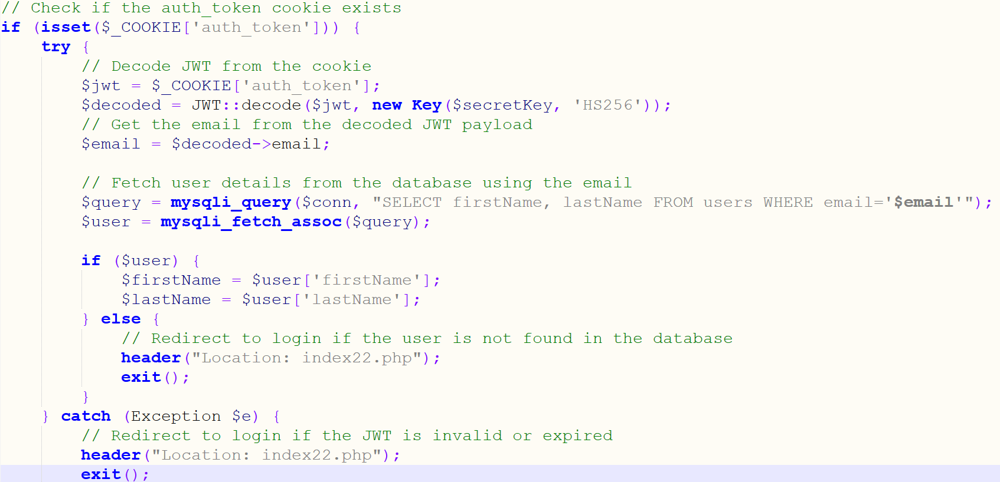 // Check if the auth_token cookie exists
if (isset($_COOKIE['auth_token'])) {
try {
// Decode JWT from the cookie
$jwt = $_COOKIE['auth_token'];
$decoded = JWT::decode($jwt, new Key($secretKey, 'HS256'));
// Get the email from the decoded JWT payload
$email = $decoded->email;
// Fetch user details from the database using the email
$query = mysqli_query($conn, "SELECT firstName, lastName FROM users WHERE email='$email'");
$user = mysqli_fetch_assoc($query);
if ($user) {
$firstName = $user['firstName'];
$lastName = $user['lastName'];
} else {
// Redirect to login if the user is not found in the database
header("Location: index22.php");
exit();
}
} catch (Exception $e) {
// Redirect to login if the JWT is invalid or expired
header("Location: index22.php");
exit();